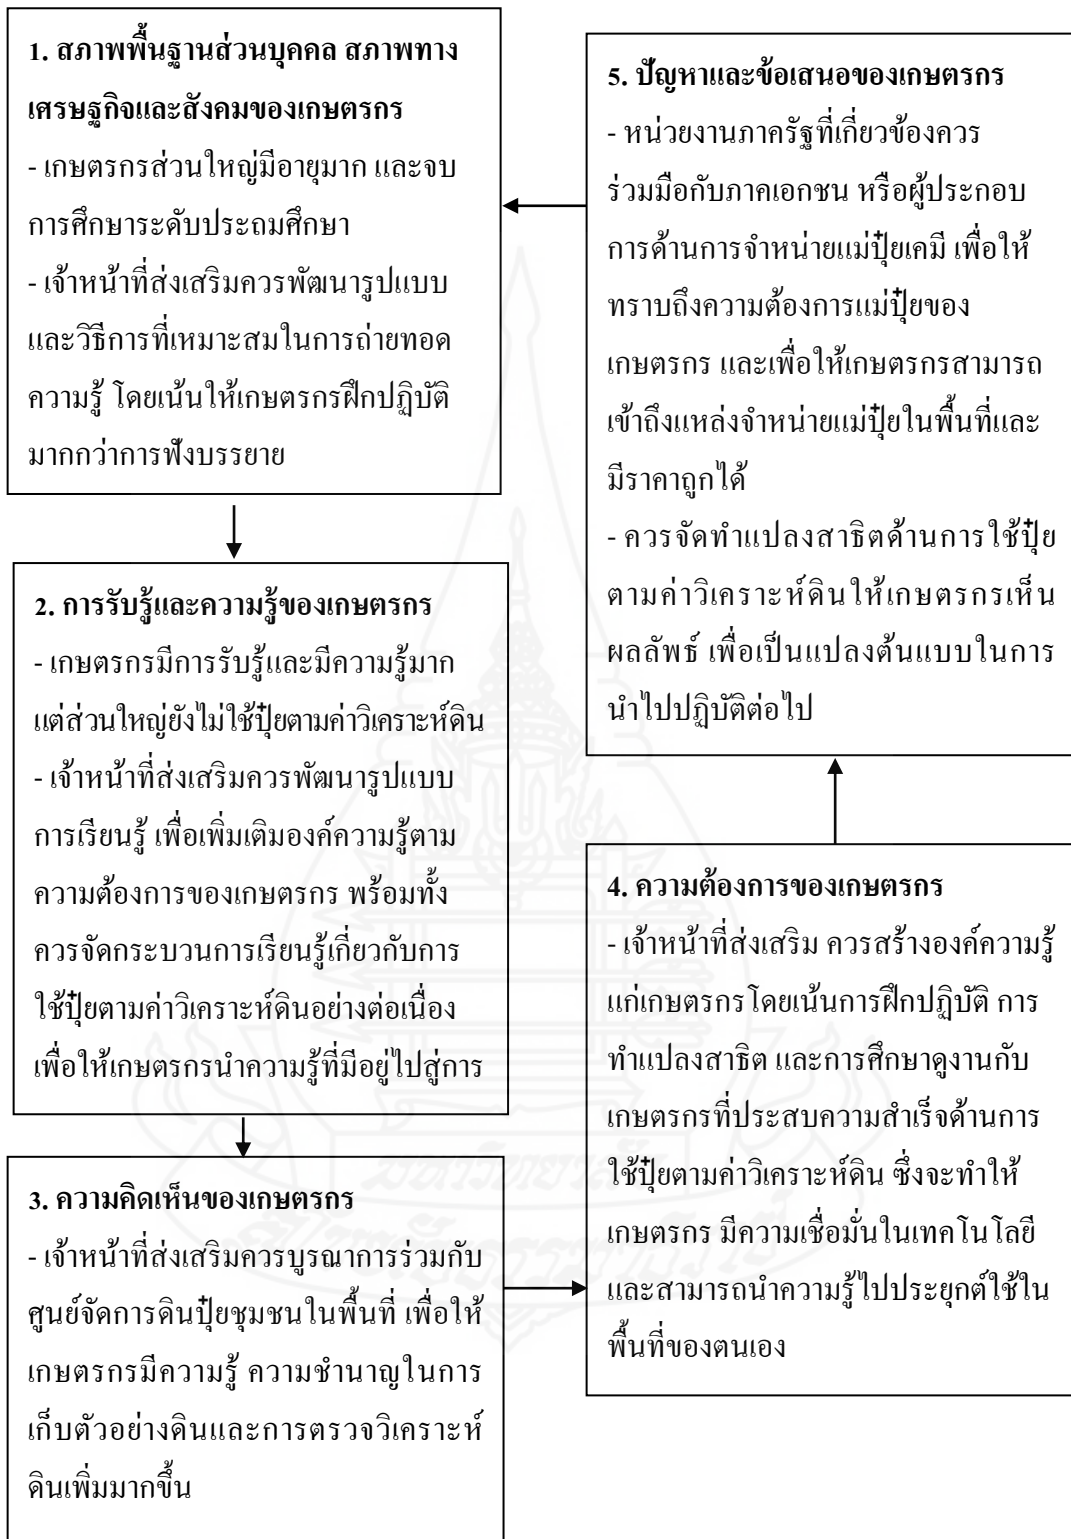 1. สภาพพื้นฐานส่วนบุคคล สภาพทาง
เศรษฐกิจและสังคมของเกษตรกร
- เกษตรกรส่วนใหญ่มีอายุมาก และจบ
การศึกษาระดับประถมศึกษา
- เจ้าหน้าที่ส่งเสริมควรพัฒนารูปแบบ
และวิธีการที่เหมาะสมในการถ่ายทอด
ความรู้ โดยเน้นให้เกษตรกรฝึกปฏิบัติ
มากกว่าการฟังบรรยาย
2. การรับรู้และความรู้ของเกษตรกร
- เกษตรกรมีการรับรู้และมีความรู้มาก
แต่ส่วนใหญ่ยังไม่ใช้ปุ๋ยตามค่าวิเคราะห์ดิน
- เจ้าหน้าที่ส่งเสริมควรพัฒนารูปแบบ
การเรียนรู้ เพื่อเพิ่มเติมองค์ความรู้ตาม
ความต้องการของเกษตรกร พร้อมทั้ง
ควรจัดกระบวนการเรียนรู้เกี่ยวกับการ
ใช้ปุ๋ยตามค่าวิเคราะห์ดินอย่างต่อเนื่อง
เพื่อให้เกษตรกรนำความรู้ที่มีอยู่ไปสู่การ
3. ความคิดเห็นของเกษตรกร
- เจ้าหน้าที่ส่งเสริมควรบูรณาการร่วมกับ
ศูนย์จัดการดินปุ๋ยชุมชนในพื้นที่ เพื่อให้
เกษตรกรมีความรู้ ความชำนาญในการ
เก็บตัวอย่างดินและการตรวจวิเคราะห์
ดินเพิ่มมากขึ้น
4. ความต้องการของเกษตรกร
- เจ้าหน้าที่ส่งเสริม ควรสร้างองค์ความรู้
แก่เกษตรกรโดยเน้นการฝึกปฏิบัติ การ
ทำแปลงสาธิต และการศึกษาดูงานกับ
เกษตรกรที่ประสบความสำเร็จด้านการ
ใช้ปุ๋ยตามค่าวิเคราะห์ดิน ซึ่งจะทำให้
เกษตรกร มีความเชื่อมั่นในเทคโนโลยี
และสามารถนำความรู้ไปประยุกต์ใช้ใน
พื้นที่ของตนเอง
5. ปัญหาและข้อเสนอของเกษตรกร
- หน่วยงานภาครัฐที่เกี่ยวข้องควร
ร่วมมือกับภาคเอกชน หรือผู้ประกอบ
การด้านการจำหน่ายแม่ปุ๋ยเคมี เพื่อให้
ทราบถึงความต้องการแม่ปุ๋ยของ
เกษตรกร และเพื่อให้เกษตรกรสามารถ
เข้าถึงแหล่งจำหน่ายแม่ปุ๋ยในพื้นที่และ
มีราคาถูกได้
- ควรจัดทำแปลงสาธิตด้านการใช้ปุ๋ย
ตามค่าวิเคราะห์ดินให้เกษตรกรเห็น
ผลลัพธ์ เพื่อเป็นแปลงต้นแบบในการ
นำไปปฏิบัติต่อไป
มหาวิทยาลัย
สุโขทัยธรรมาธิราช